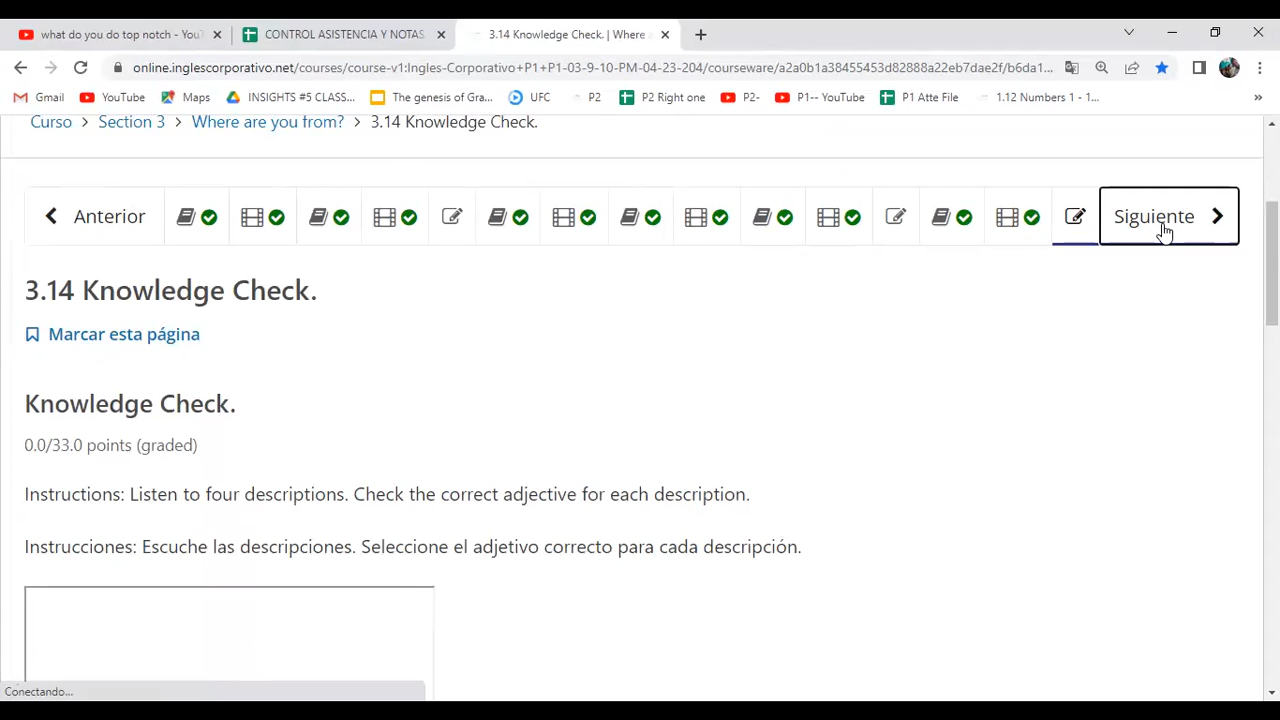 what do you do top notch - YouT
CONTROL ASISTENCIA Y NOTAS
3.14 Knowledge Check. | Where a
online.inglescorporativo.net/courses/course-v1:Ingles-Corporativo+P1+P1-03-9-10-PM-04-23-204/courseware/a2a0b1a38455453d82888a22eb7dae2f/b6da1...
Gmail YouTube Maps INSIGHTS #5 CLASS... The genesis of Gra... UFC P2 P2 Right one P2- P1-- YouTube P1 Atte File 1.12 Numbers 1 - 1... »
Curso > Section 3 > Where are you from? > 3.14 Knowledge Check.
Anterior
Siguiente
3.14 Knowledge Check.
Marcar esta página
Knowledge Check.
0.0/33.0 points (graded)
Instructions: Listen to four descriptions. Check the correct adjective for each description.
Instrucciones: Escuche las descripciones. Seleccione el adjetivo correcto para cada descripción.
Conectando...